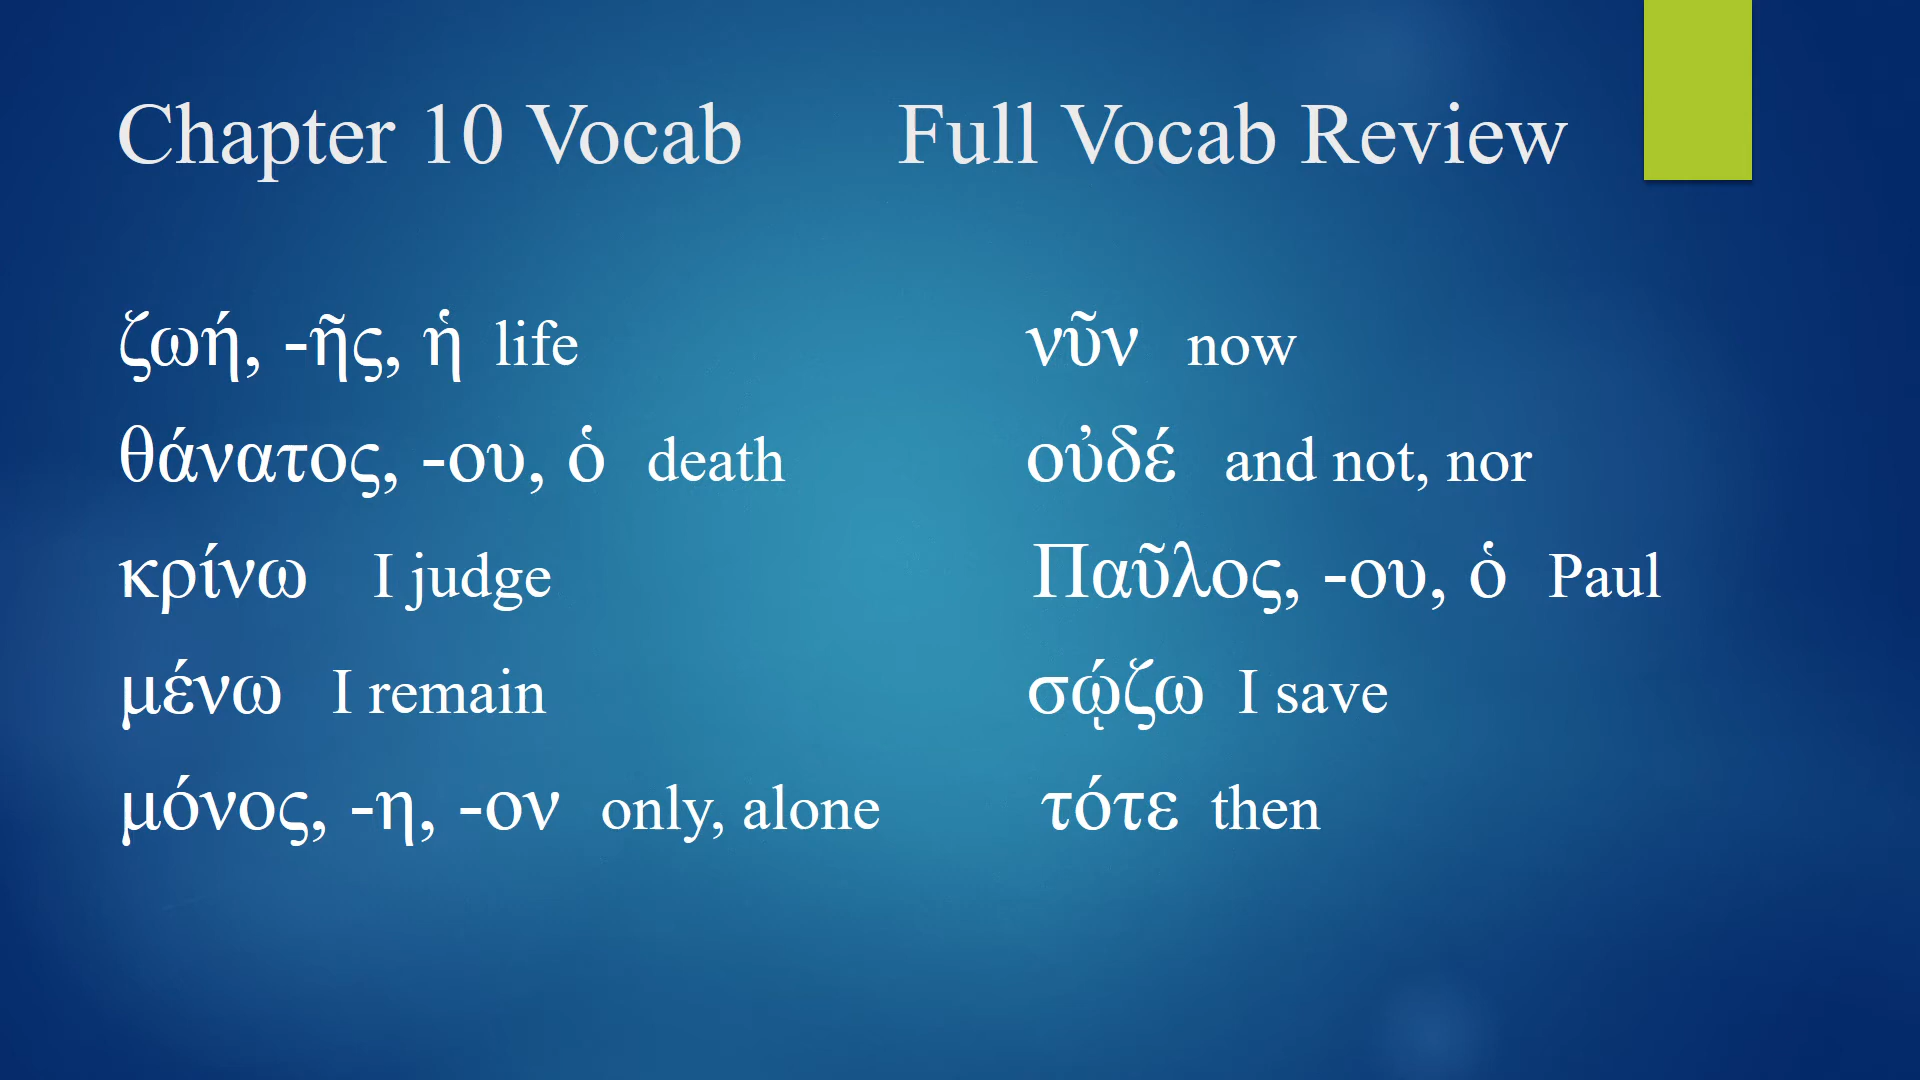 Chapter 10 Vocab Full Vocab Review
ζωή, -ῆς, ἡ life
θάνατος, -ου, ὁ death
κρίνω I judge
μένω I remain
μόνος, -η, -ον only, alone
νῦν now
οὐδέ and not, nor
Παῦλος, -ου, ὁ Paul
σῴζω I save
τότε then